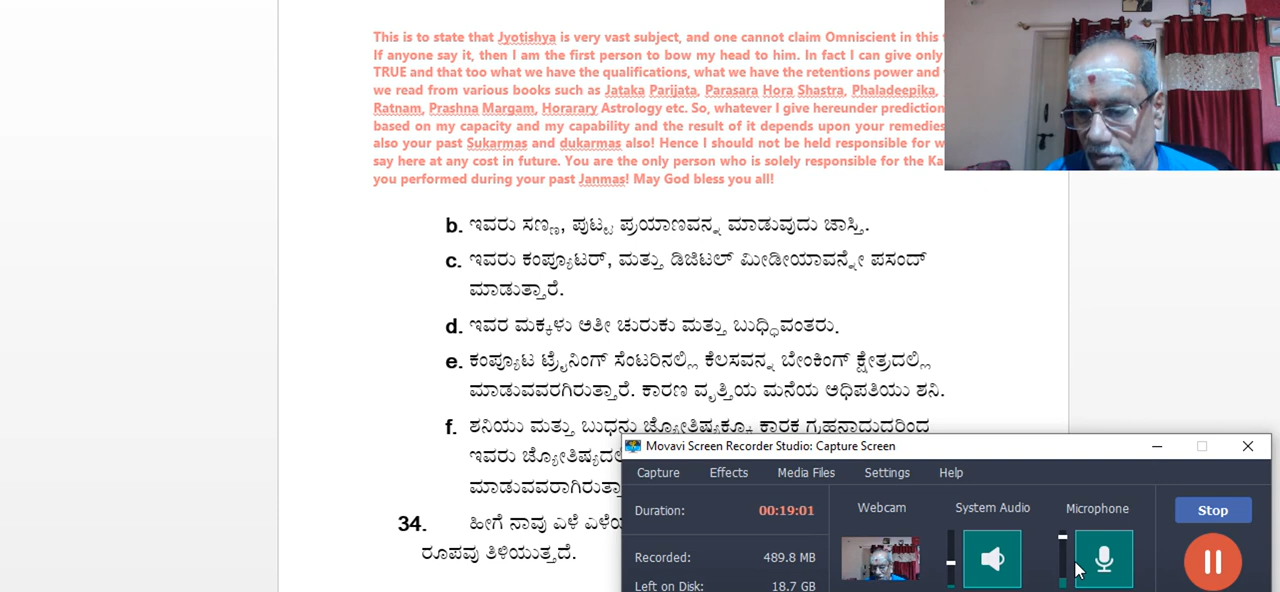 This is to state that Jyotishya is very vast subject, and one cannot claim Omniscient in this
If anyone say it, then I am the first person to bow my head to him. In fact I can give only
TRUE and that too what we have the qualifications, what we have the retentions power and
we read from various books such as Jataka Parijata, Parasara Hora Shastra, Phaladeepika,
Ratnam, Prashna Margam, Horarary Astrology etc. So, whatever I give hereunder prediction
based on my capacity and my capability and the result of it depends upon your remedies
also your past Sukarmas and dukarmas also! Hence I should not be held responsible for
say here at any cost in future. You are the only person who is solely responsible for the
you performed during your past Janmas! May God bless you all!
b. ಇವರು ಸಣ್ಣ, ಪುಟ್ಟ ಪ್ರಯಾಣವನ್ನ ಮಾಡುವುದು ಜಾಸ್ತಿ.
c. ಇವರು ಕಂಪ್ಯೂಟರ್, ಮತ್ತು ಡಿಜಿಟಲ್ ಮೀಡೀಯಾವನ್ನೇ ಪಸಂದ್
ಮಾಡುತ್ತಾರೆ.
d. ಇವರ ಮಕ್ಕಳು ಅತೀ ಚುರುಕು ಮತ್ತು ಬುಧ್ಧಿವಂತರು.
e. ಕಂಪ್ಯೂಟ ಟ್ರೈನಿಂಗ್ ಸೆಂಟರಿನಲ್ಲಿ ಕೆಲಸವನ್ನ ಬೇಂಕಿಂಗ್ ಕ್ಷೇತ್ರದಲ್ಲಿ
ಮಾಡುವವರಗಿರುತ್ತಾರೆ. ಕಾರಣ ವೃತ್ತಿಯ ಮನೆಯ ಅಧಿಪತಿಯು ಶನಿ.
f. ಶನಿಯು ಮತ್ತು ಬುಧನು ಜ್ಯೋತಿಷ್ಯಕ್ಕೂ ಕಾರಕ ಗ್ರಹನಾದುದರಿಂದ
ಇವರು
34. ಹೀಗೆ ನಾವು ಎಳೆ
ರೂಪವು ತಿಳಿಯುತ್ತದೆ.
Movavi Screen Recorder Studio: Capture Screen
Capture Effects Media Files Settings Help
Duration: 00:19:01
Webcam System Audio Microphone
Stop
Recorded: 489.8 MB
Left on Disk: 18.7 GB